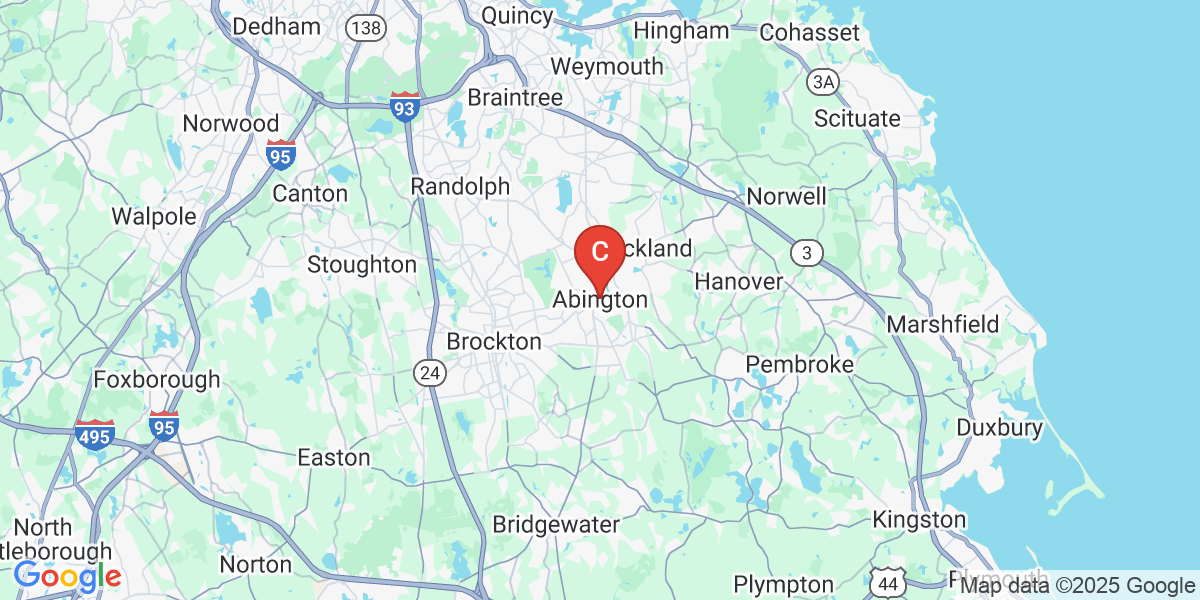 Quincy
Dedham
138
Hingham
Cohasset
Weymouth
3A
Braintree
93
Scituate
Norwood
95
Randolph
Canton
Norwell
Walpole
C
ckland
3
Stoughton
Hanover
Abington
Marshfield
Brockton
Pembroke
24
Foxborough
95
495
Duxbury
Easton
Kingston
Bridgewater
North
tleborough
Norton
Google
Plympton
44
Plymouth
Map data ©2025 Google